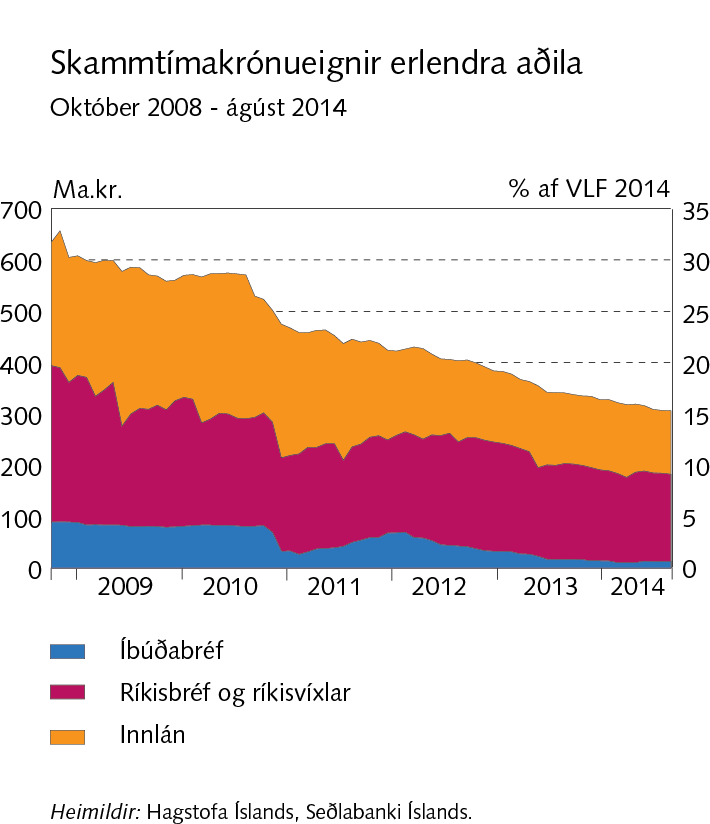 Skammtímakrónueignir erlendra aðila
Október 2008 - ágúst 2014
Ma.kr. % af VLF 2014
700 35
600 30
500 25
400 20
300 15
200 10
100 5
0 0
2009 2010 2011 2012 2013 2014
Íbúðabréf
Ríkisbréf og ríkisvíxlar
Innlán
Heimildir: Hagstofa Íslands, Seðlabanki Íslands.